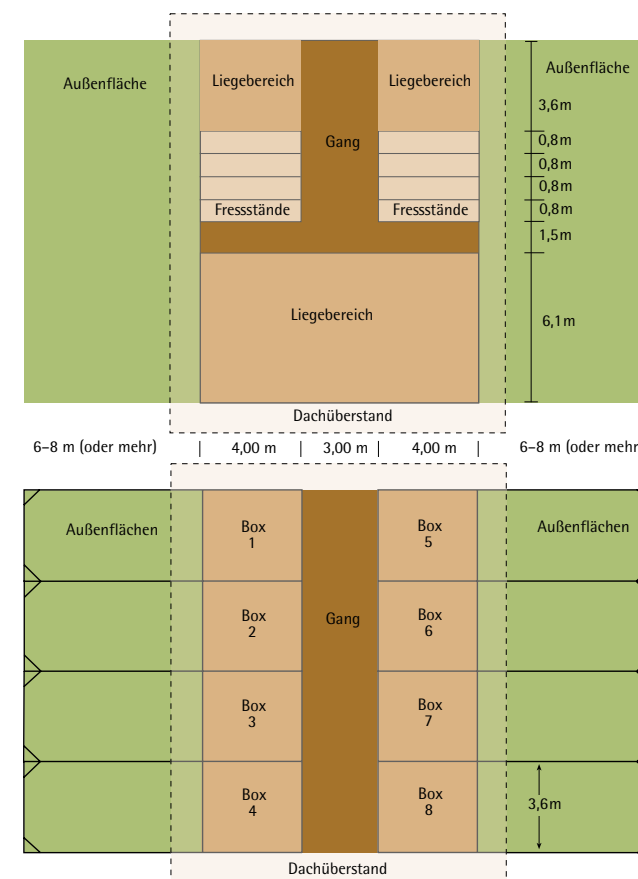 Außenfläche
Liegebereich
Liegebereich
Außenfläche
3,6m
Gang
0,8m
0,8m
0,8m
Fressstände
Fressstände
0,8m
1,5m
Liegebereich
6,1m
Dachüberstand
6–8 m (oder mehr) | 4,00 m | 3,00 m | 4,00 m | 6–8 m (oder mehr
Außenflächen
Box
1
Box
5
Außenflächen
Box
2
Gang
Box
6
Box
3
Box
7
Box
4
Box
8
3,6m
Dachüberstand